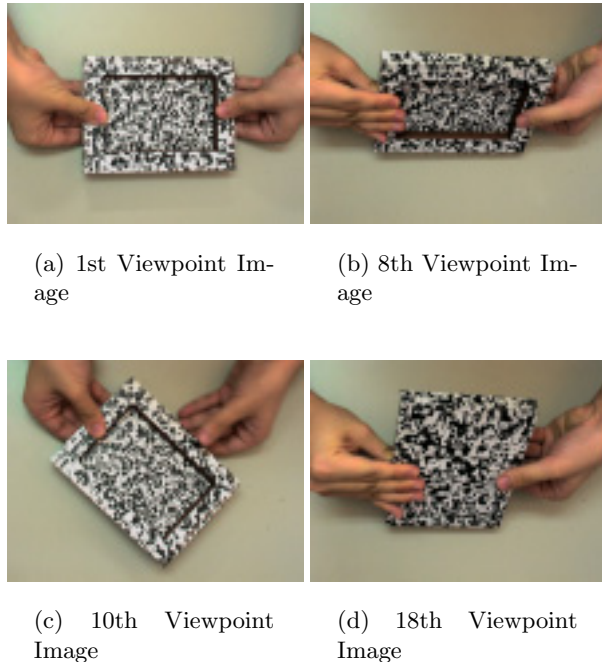 (a) 1st Viewpoint Im-
age
(b) 8th Viewpoint Im-
age
(c) 10th Viewpoint
Image
(d) 18th Viewpoint
Image